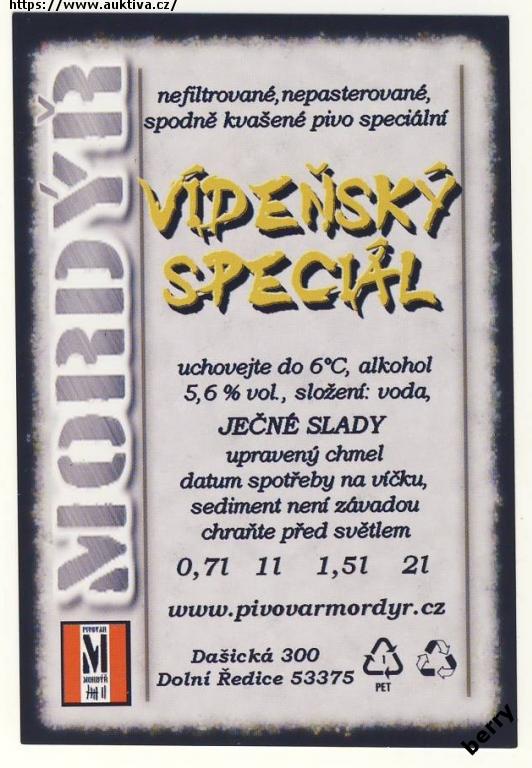 https://www.auktiva.cz/
MORDÝŘ
nefiltrované, nepasterované,
spodně kvašené pivo speciální
VÍDEŇSKÝ
SPECIÁL
uchovejte do 6°C, alkohol
5,6 % vol., složení: voda,
JEČNÉ SLADY
upravený chmel
datum spotřeby na víčku,
sediment není závadou
chraňte před světlem
0,7l 1l 1,5l 2l
www.pivovarmordyr.cz
PIVOVAR
M
MORDÝŘ
Dašická 300
Dolní Ředice 53375
1
PET
berry